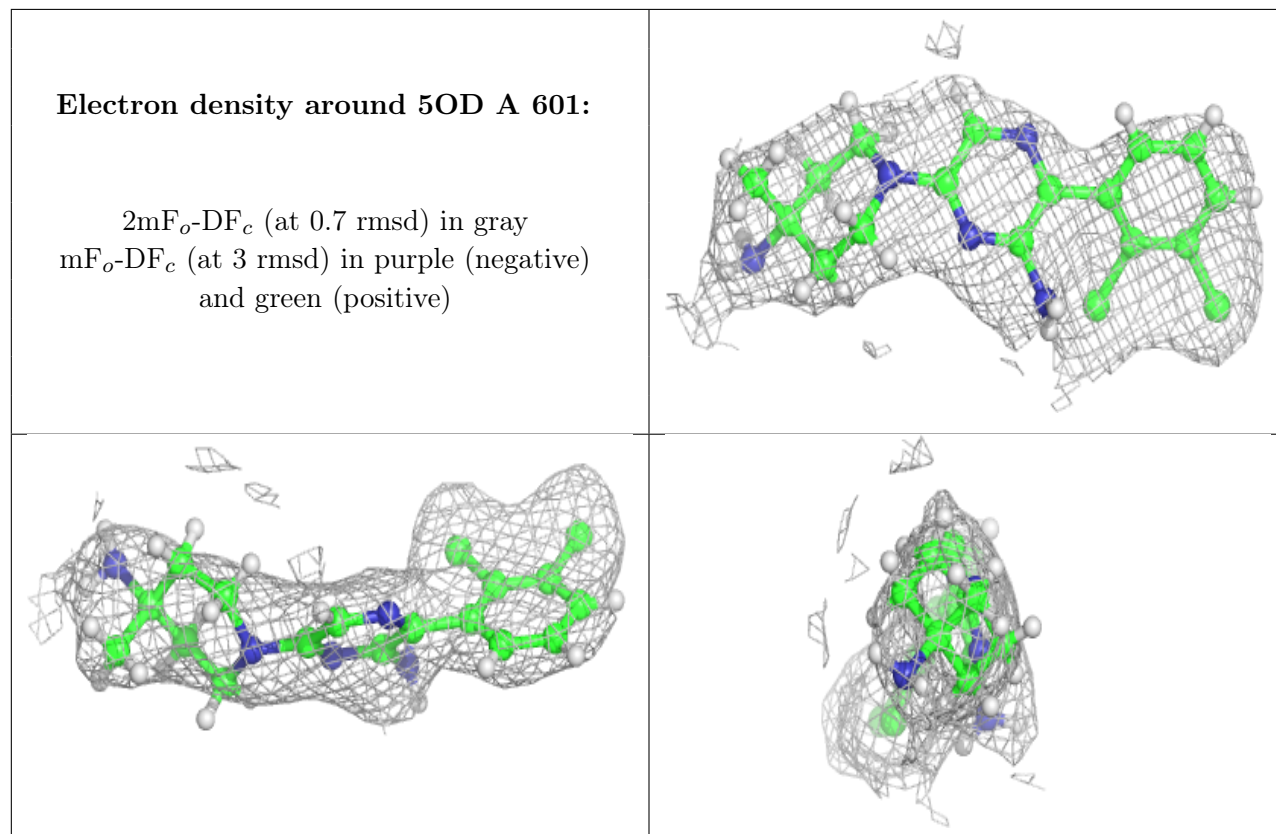 Electron density around 5OD A 601:
2mFo-DFc (at 0.7 rmsd) in gray
mFo-DFc (at 3 rmsd) in purple (negative)
and green (positive)